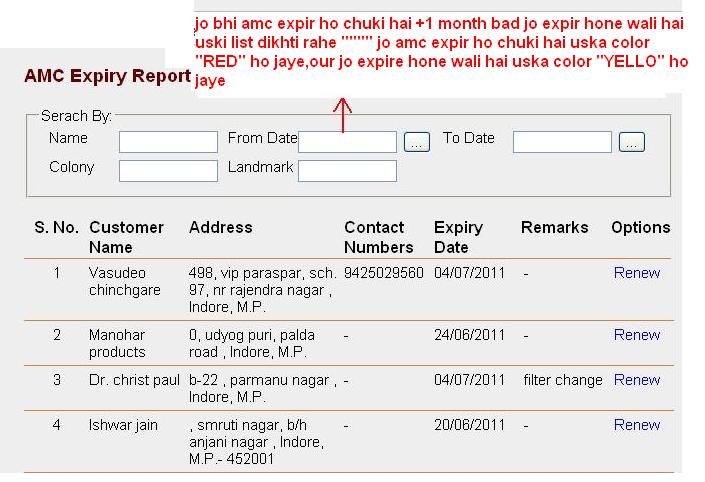 jo bhi amc expir ho chuki hai +1 month bad jo expir hone wali hai
uski list dikhti rahe """"" jo amc expir ho chuki hai uska color
"RED" ho jaye,our jo expire hone wali hai uska color "YELLO" ho
jaye
AMC Expiry Report
Serach By:
Name From Date ... To Date ...
Colony Landmark
S. No. Customer Address Contact Expiry Remarks Options
Name Numbers Date
1 Vasudeo 498, vip paraspar, sch. 9425029560 04/07/2011 - Renew
chinchgare 97, nr rajendra nagar ,
Indore, M.P.
2 Manohar 0, udyog puri, palda - 24/06/2011 - Renew
products road , Indore, M.P.
3 Dr. christ paul b-22 , parmanu nagar , - 04/07/2011 filter change Renew
Indore, M.P.
4 Ishwar jain , smruti nagar, b/h - 20/06/2011 - Renew
anjani nagar , Indore,
M.P.- 452001